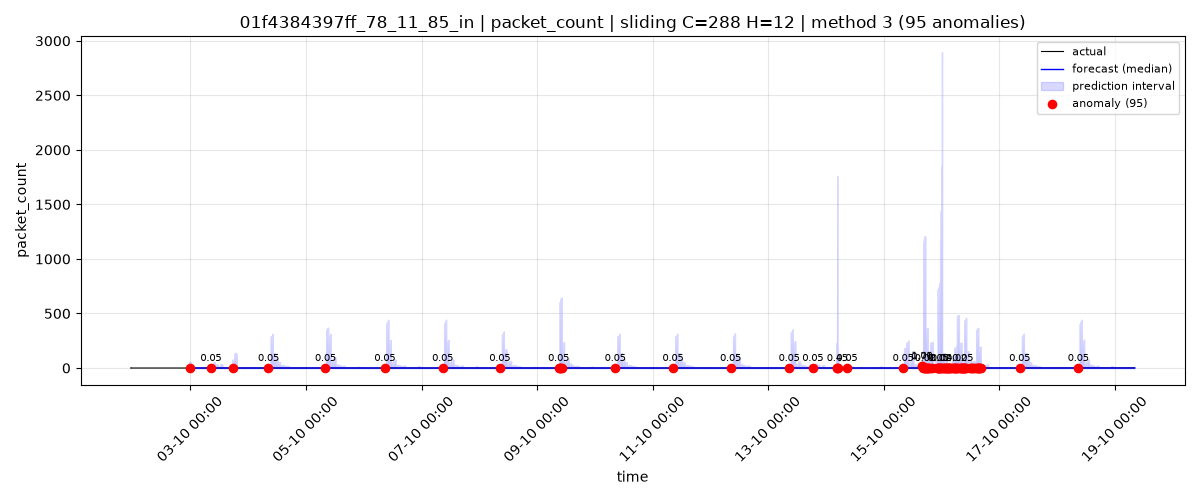 01f4384397ff_78_11_85_in | packet_count | sliding C=288 H=12 | method 3 (95 anomalies)
actual
forecast (median)
prediction interval
anomaly (95)
3000
2500
2000
1500
1000
500
0
packet_count
0.05 0.05 0.05 0.05 0.05 0.05 0.05 0.05 0.05 0.05 0.05 0.05 0.05 0.05 0.05
03-10 00:00
05-10 00:00
07-10 00:00
09-10 00:00
11-10 00:00
13-10 00:00
15-10 00:00
17-10 00:00
19-10 00:00
time